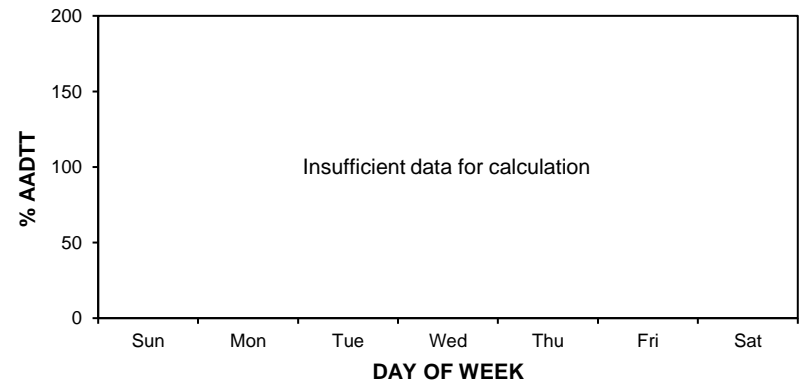 200
150
100
50
0
% AADTT
Insufficient data for calculation
Sun Mon Tue Wed Thu Fri Sat
DAY OF WEEK